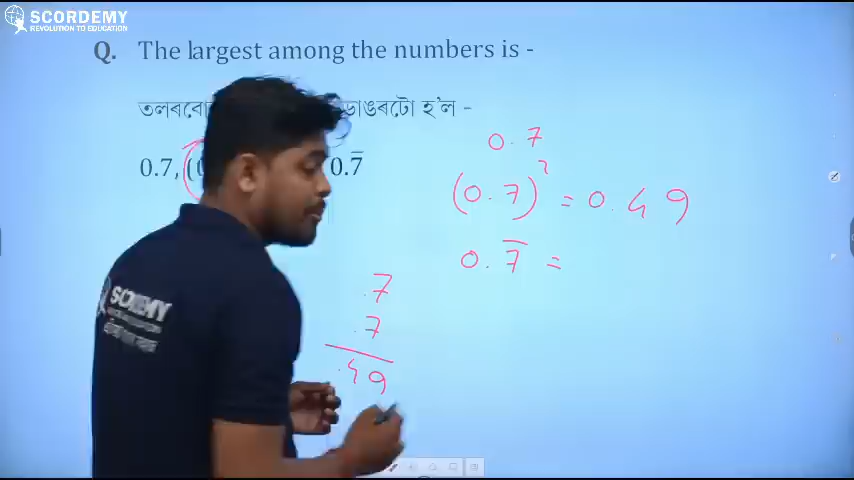 SCORDEMY
REVOLUTION TO EDUCATION
Q. The largest among the numbers is -
ডাঙৰটো হ'ল -
0.7, ( 0.7̅
0.7
(0.7)² = 0.49
0.7̅ =
.7
.7
.49
SCORDEMY